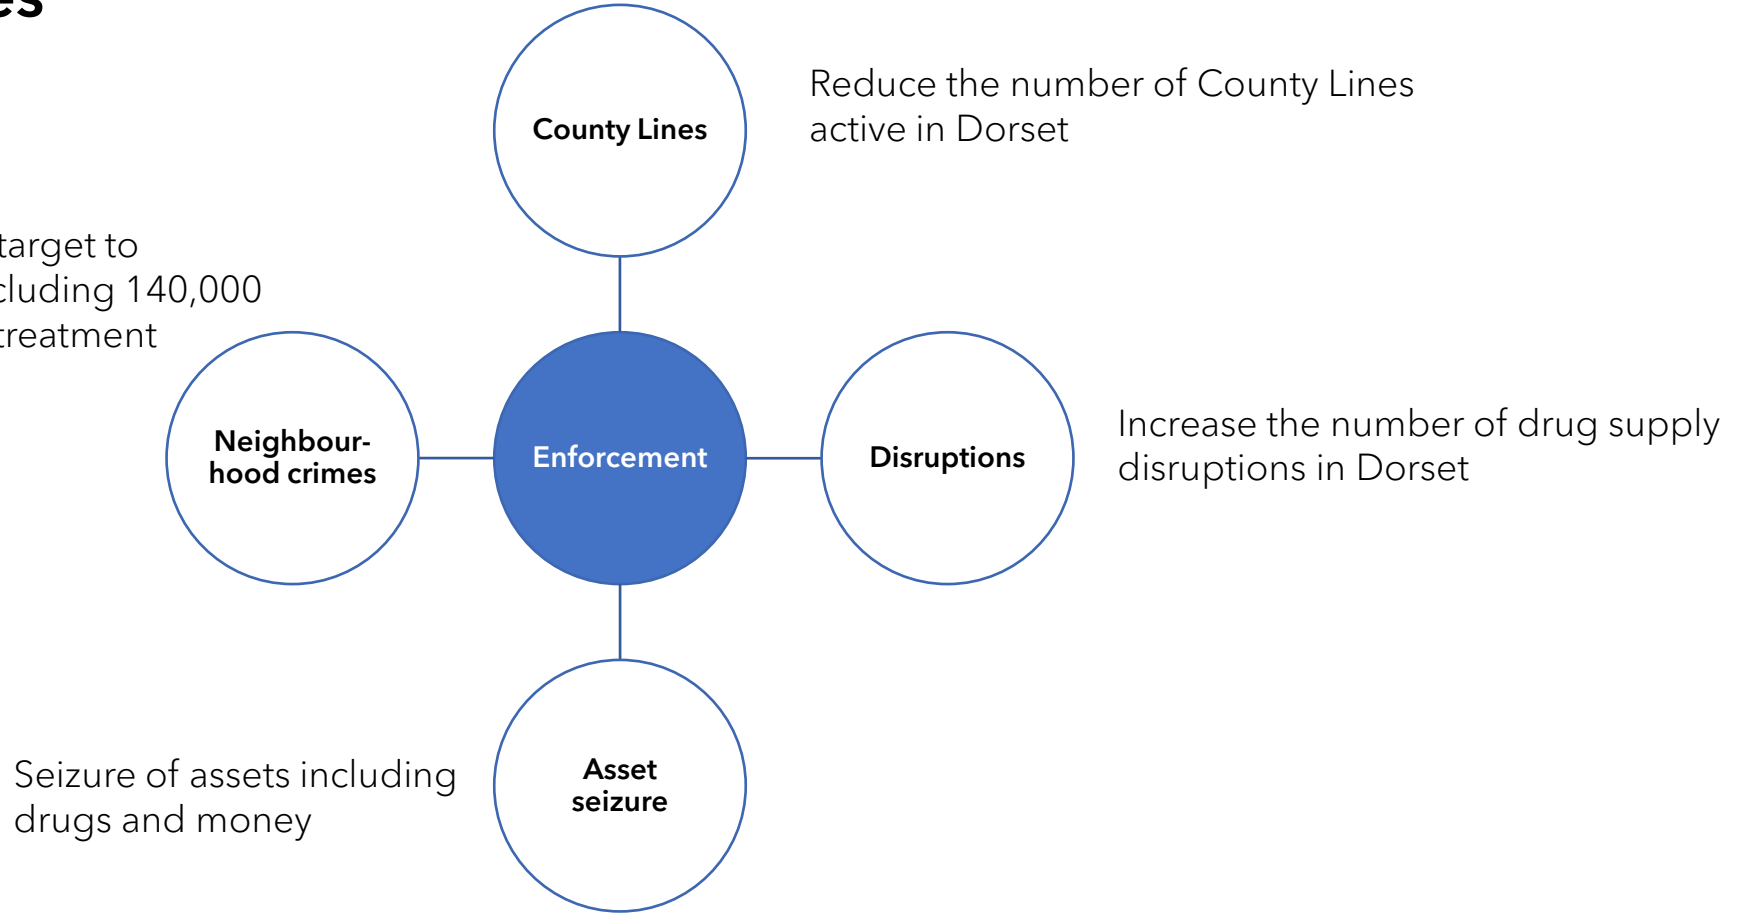 County Lines
Reduce the number of County Lines
active in Dorset
target to
140,000
treatment
Neighbour-
hood crimes
Enforcement
Disruptions
Increase the number of drug supply
disruptions in Dorset
Seizure of assets including
drugs and money
Asset
seizure